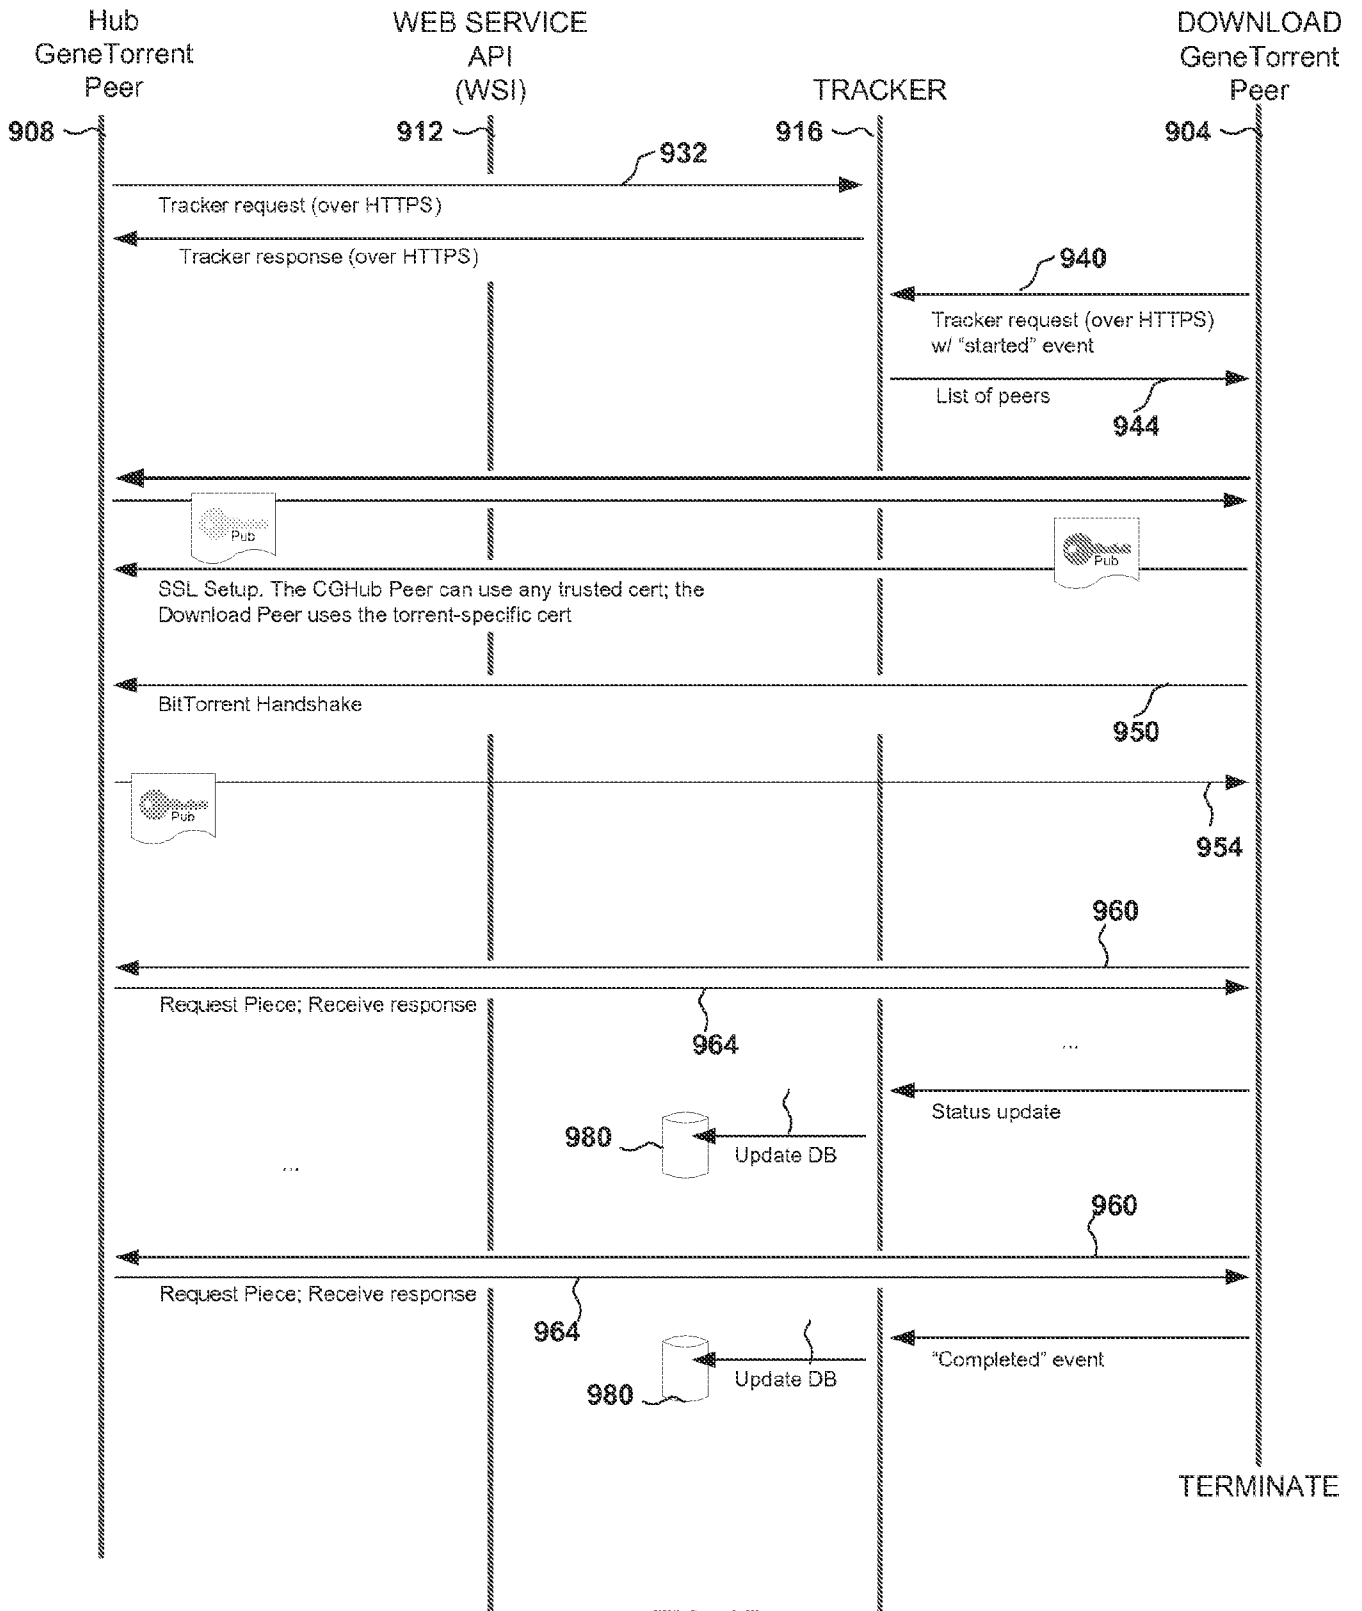 Hub
GeneTorrent
Peer
WEB SERVICE
API
(WSI)
TRACKER
DOWNLOAD
GeneTorrent
Peer
908
912
916
904
932
Tracker request (over HTTPS)
Tracker response (over HTTPS)
940
Tracker request (over HTTPS)
w/ "started" event
List of peers
944
Pub
Pub
SSL Setup. The CGHub Peer can use any trusted cert; the
Download Peer uses the torrent-specific cert
BitTorrent Handshake
950
Pub
954
960
Request Piece; Receive response
964
...
Status update
980
Update DB
...
960
Request Piece; Receive response
964
"Completed" event
Update DB
980
TERMINATE